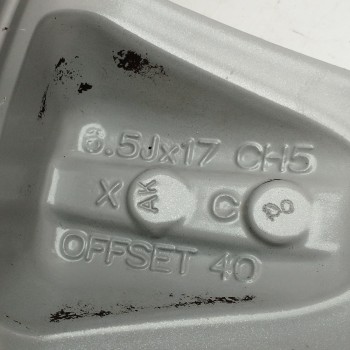 6.5Jx17 CH5
X AK C
OFFSET 40